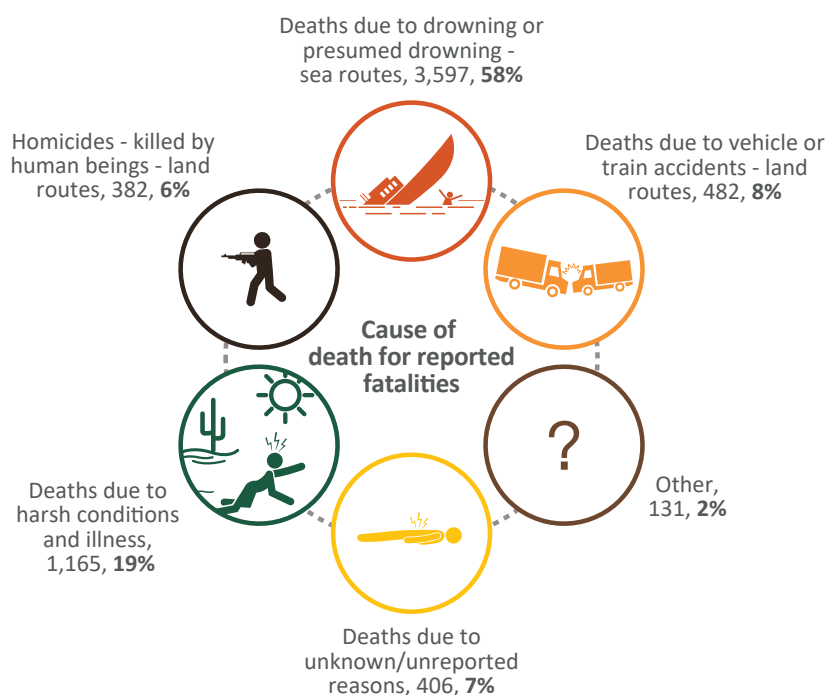 Deaths due to drowning or
presumed drowning -
sea routes, 3,597, 58%
Homicides - killed by
human beings - land
routes, 382, 6%
Deaths due to vehicle or
train accidents - land
routes, 482, 8%
Cause of
death for reported
fatalities
?
Deaths due to
harsh conditions
and illness,
1,165, 19%
Other,
131, 2%
Deaths due to
unknown/unreported
reasons, 406, 7%